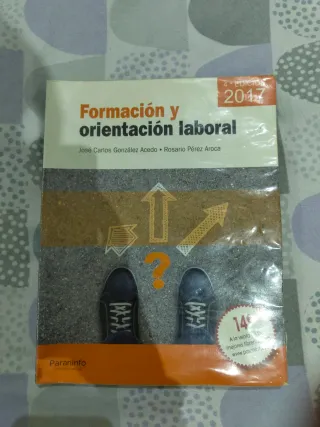 2017
Formación y
orientación laboral
José Carlos González Acedo • Rosario Pérez Aroca
?
14€
Paraninfo